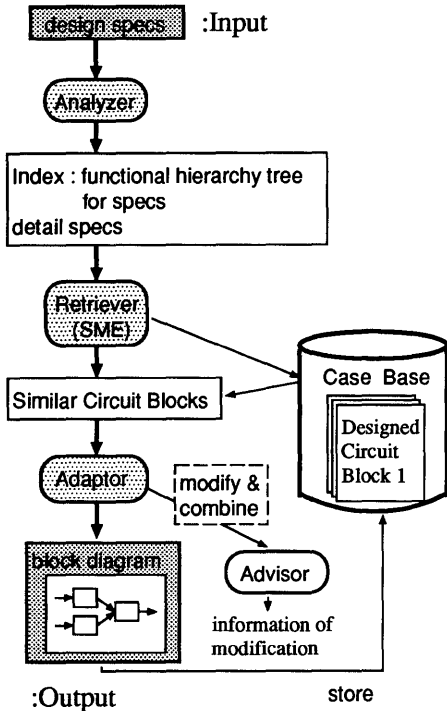 design specs
:Input
Analyzer
Index : functional hierarchy tree
for specs
detail specs
Retriever
(SME)
Similar Circuit Blocks
Case Base
Designed
Circuit
Block 1
Adaptor
modify &
combine
block diagram
Advisor
information of
modification
:Output
store